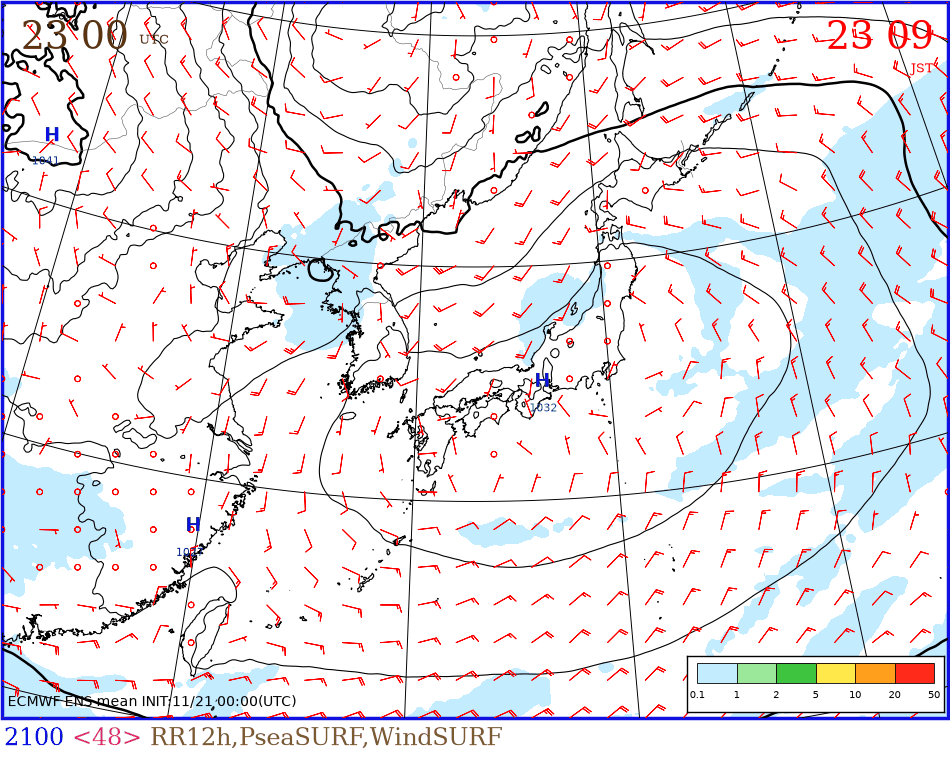 23 00 UTC
23 09
JST
H
1041
H
1032
H
ECMWF ENS mean INIT:11/21 00:00(UTC)
0.1 1 2 5 10 20 50
2100 <48> RR12h,PseaSURF,WindSURF